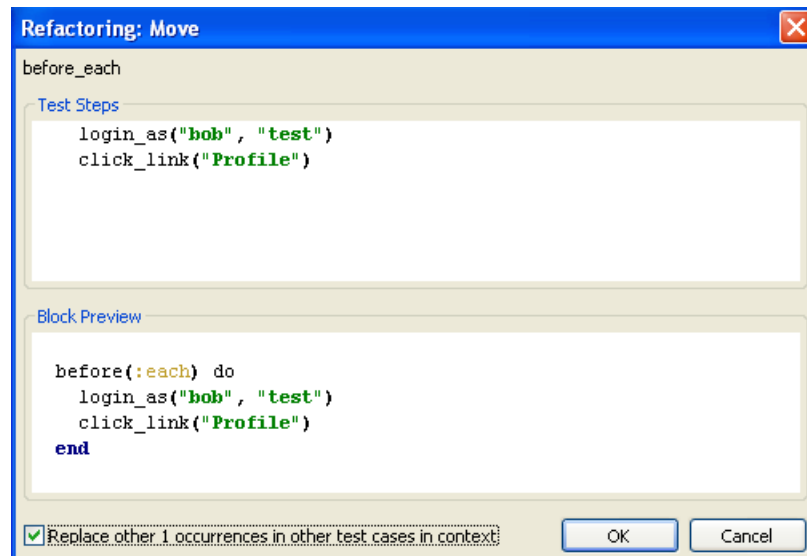 Refactoring: Move
before_each
Test Steps
login_as("bob", "test")
click_link("Profile")
Block Preview
before(:each) do
login_as("bob", "test")
click_link("Profile")
end
Replace other 1 occurrences in other test cases in context
OK
Cancel